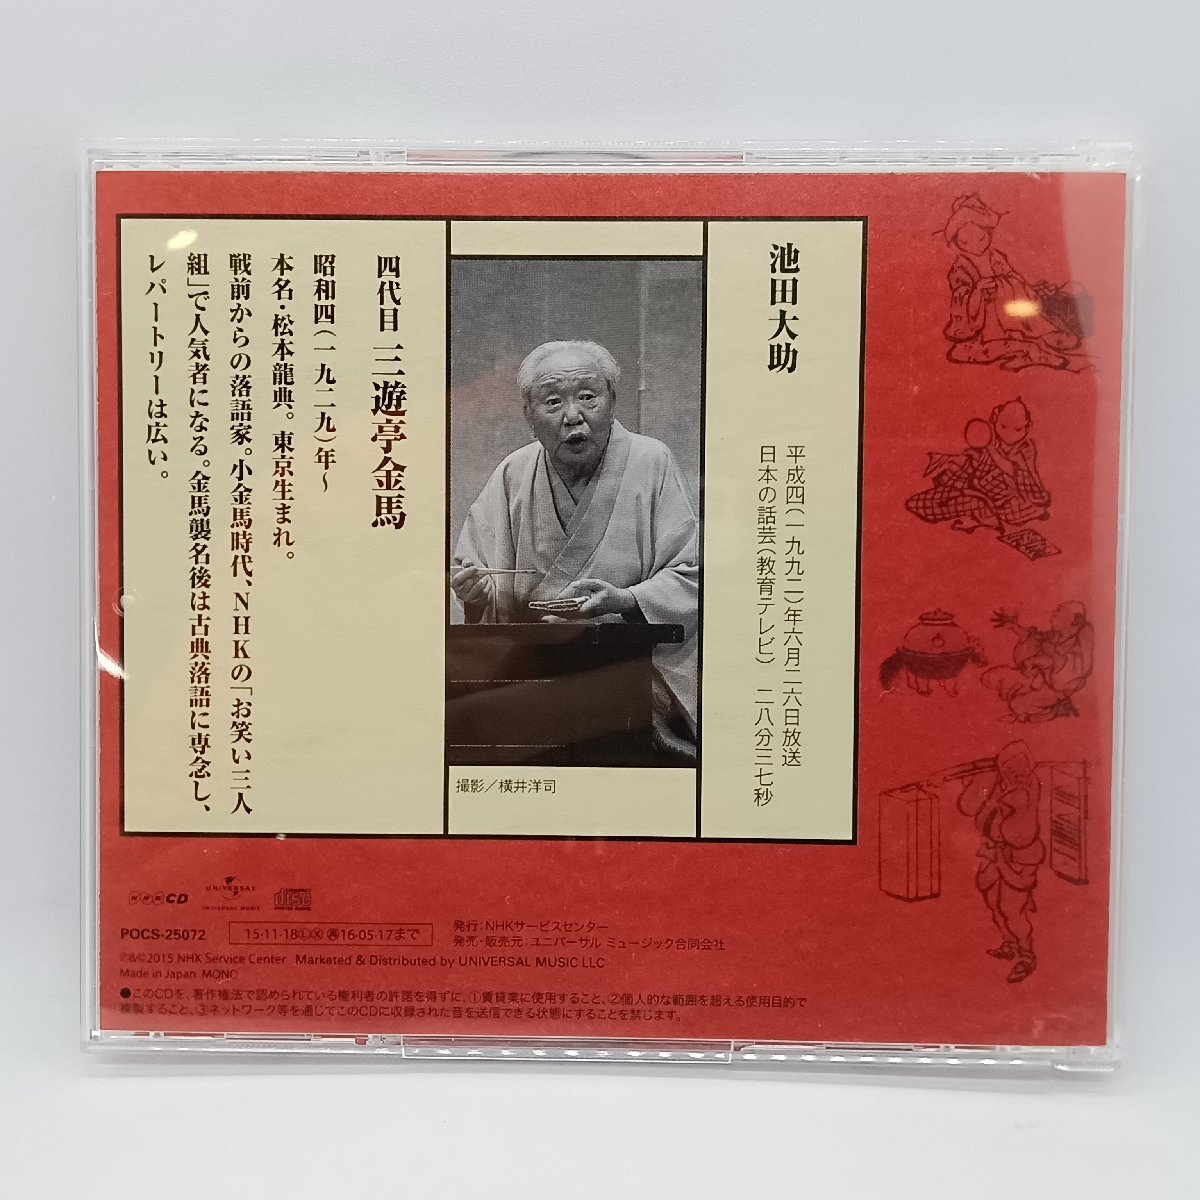 池田大助
平成四(一九九二)年六月二六日放送
日本の話芸(教育テレビ) 二八分三七秒
撮影／横井洋司
四代目 三遊亭金馬
昭和四(一九二九)年〜
本名・松本龍典。東京生まれ。
戦前からの落語家。小金馬時代、NHKの「お笑い三人
組」で人気者になる。金馬襲名後は古典落語に専念し、
レパートリーは広い。
NHK CD
UNIVERSAL
UNIVERSAL MUSIC
COMPACT
disc
DIGITAL AUDIO
POCS-25072
15·11·18ⓁⓍ 再16·05·17まで
発行：NHKサービスセンター
発売・販売元：ユニバーサル ミュージック合同会社
℗&©2015 NHK Service Center Marketed & Distributed by UNIVERSAL MUSIC LLC
Made in Japan MONO
●このCDを、著作権法で認められている権利者の許諾を得ずに、①賃貸業に使用すること、②個人的な範囲を超える使用目的で
複製すること、③ネットワーク等を通じてこのCDに収録された音を送信できる状態にすることを禁じます。